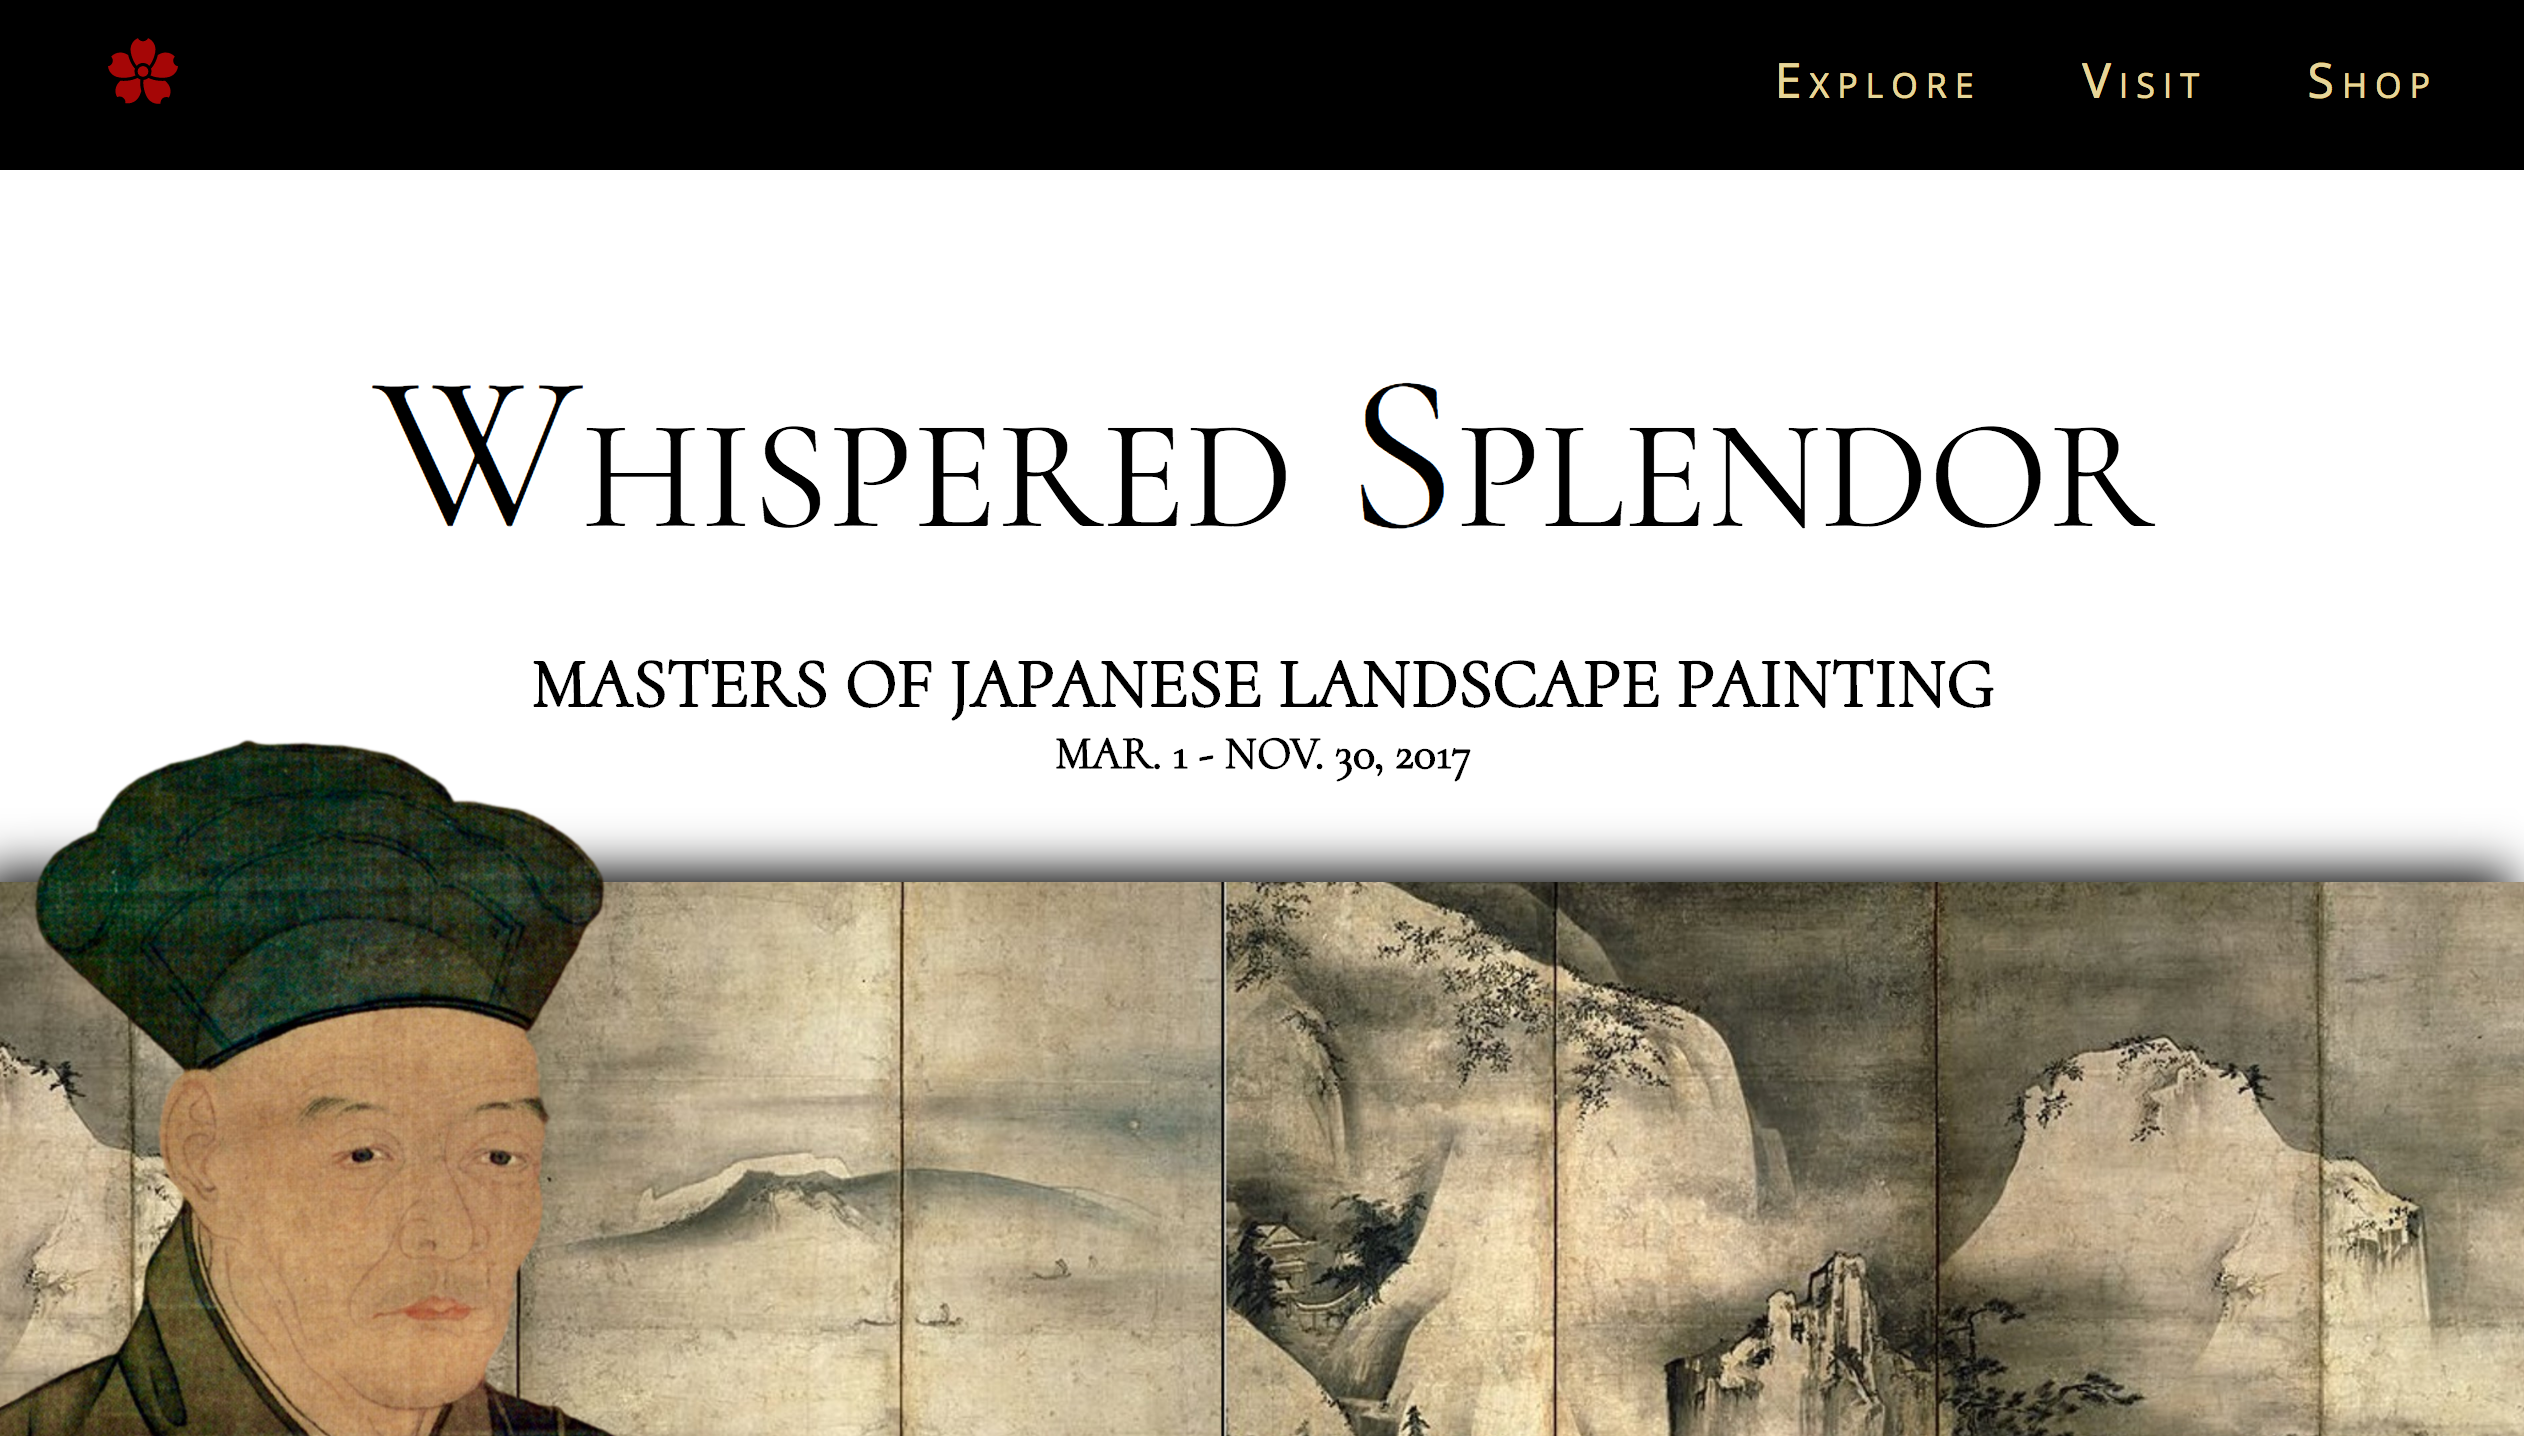 Explore Visit Shop
Whispered Splendor
MASTERS OF JAPANESE LANDSCAPE PAINTING
MAR. 1 - NOV. 30, 2017